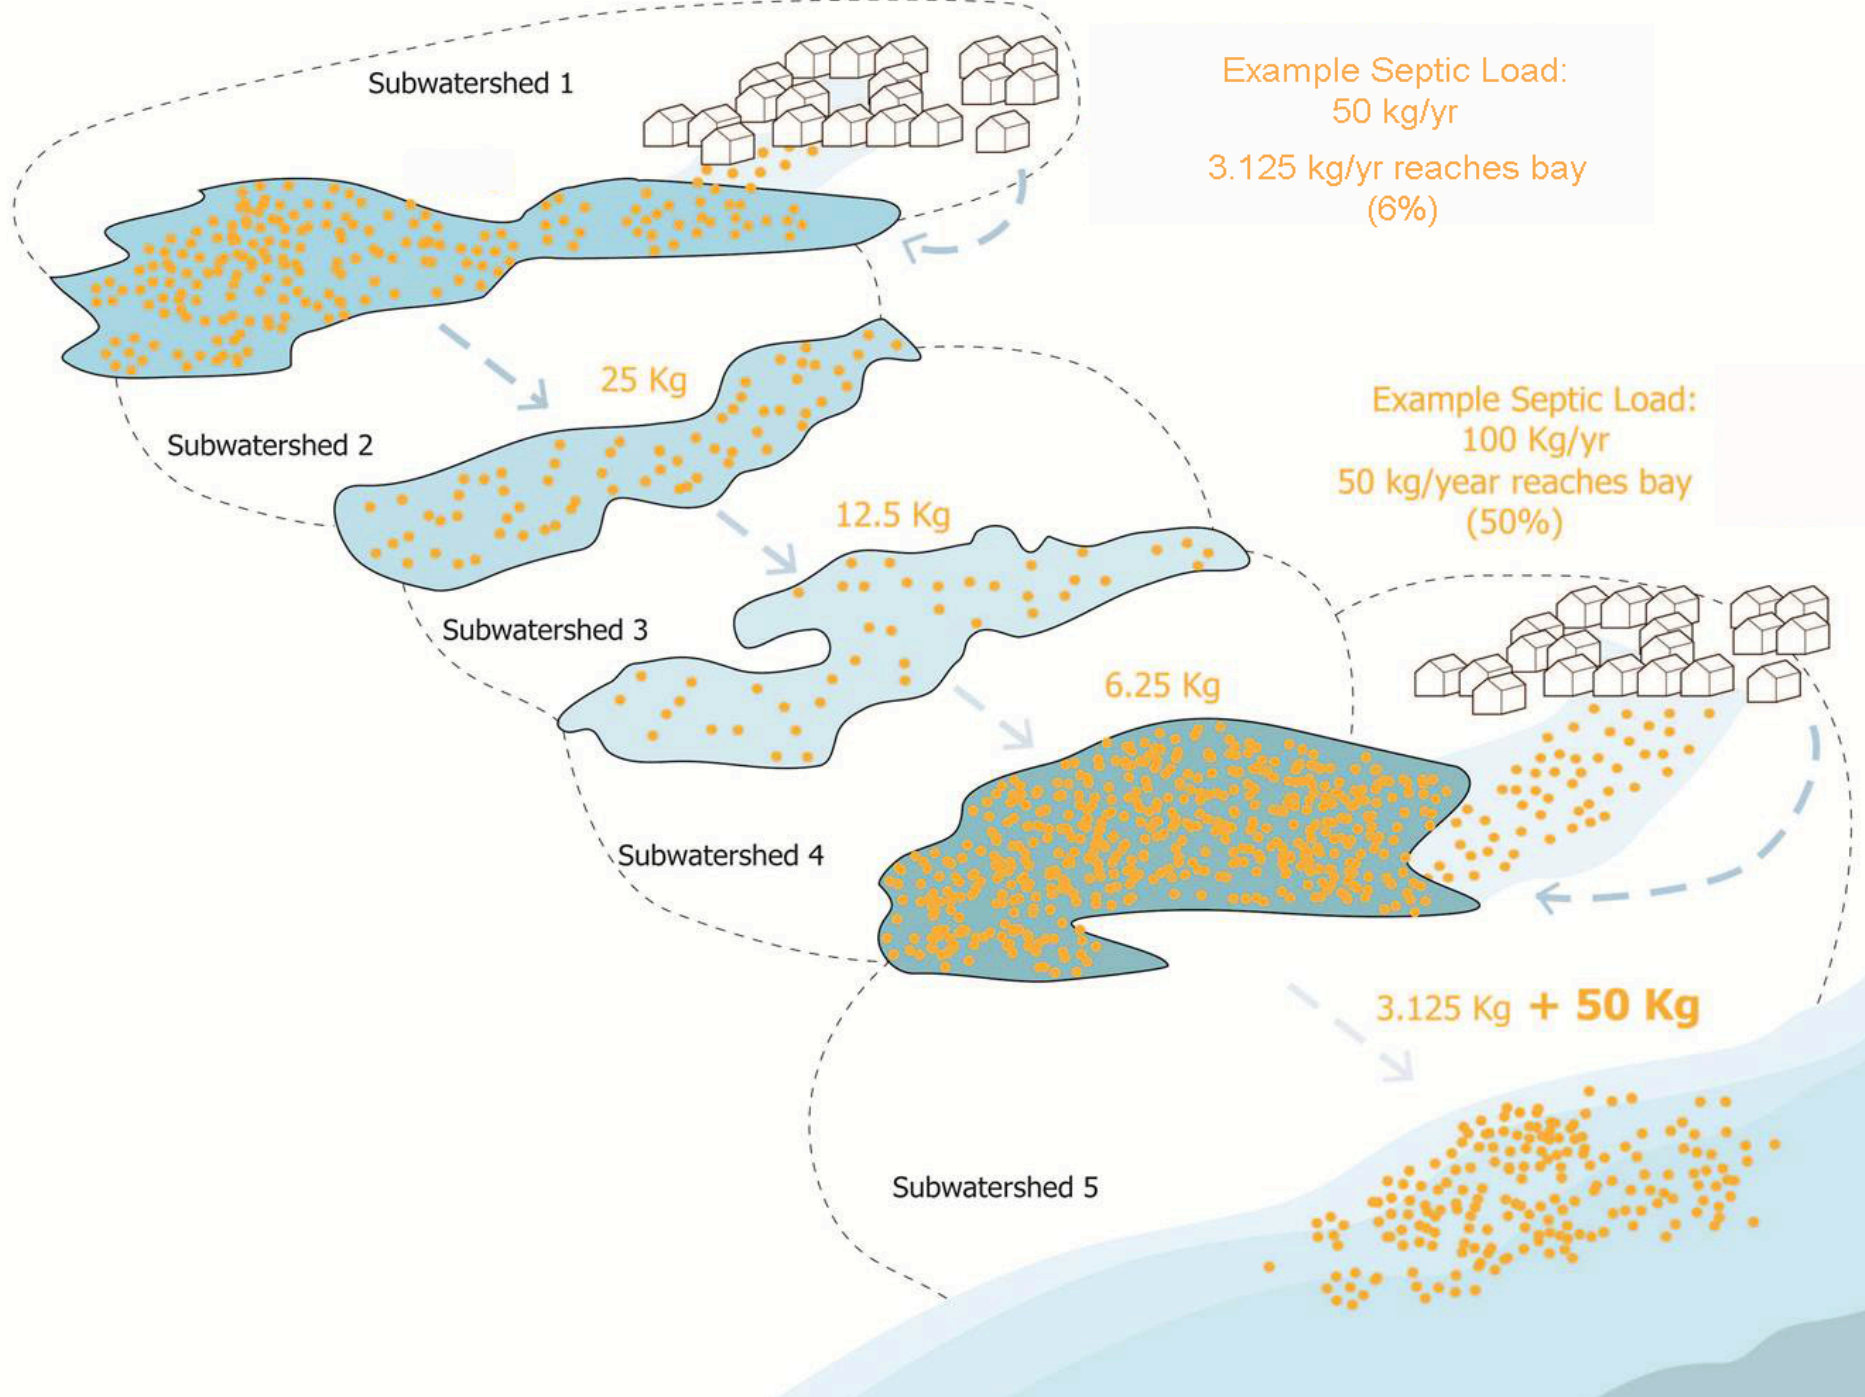 Subwatershed 1
Example Septic Load:
50 kg/yr
3.125 kg/yr reaches bay
(6%)
25 Kg
Subwatershed 2
Example Septic Load:
100 Kg/yr
50 kg/year reaches bay
(50%)
12.5 Kg
Subwatershed 3
6.25 Kg
Subwatershed 4
3.125 Kg + 50 Kg
Subwatershed 5